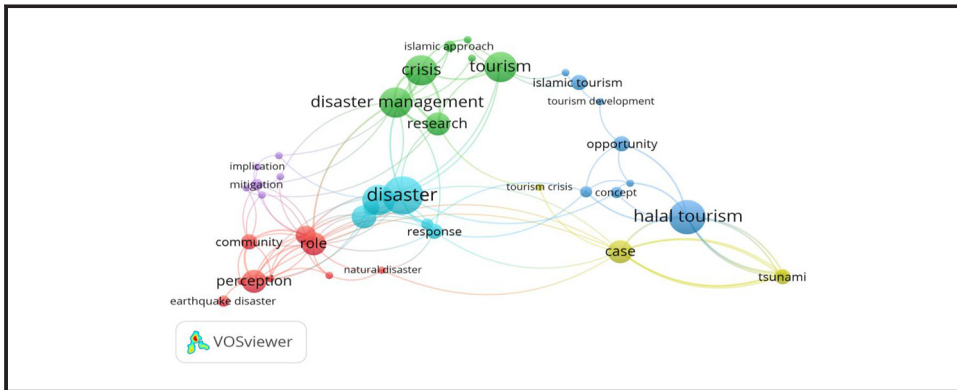 islamic approach
crisis
tourism
islamic tourism
disaster management
tourism development
research
opportunity
implication
mitigation
disaster
tourism crisis
concept
halal tourism
community
role
response
case
natural disaster
perception
tsunami
earthquake disaster
VOSviewer